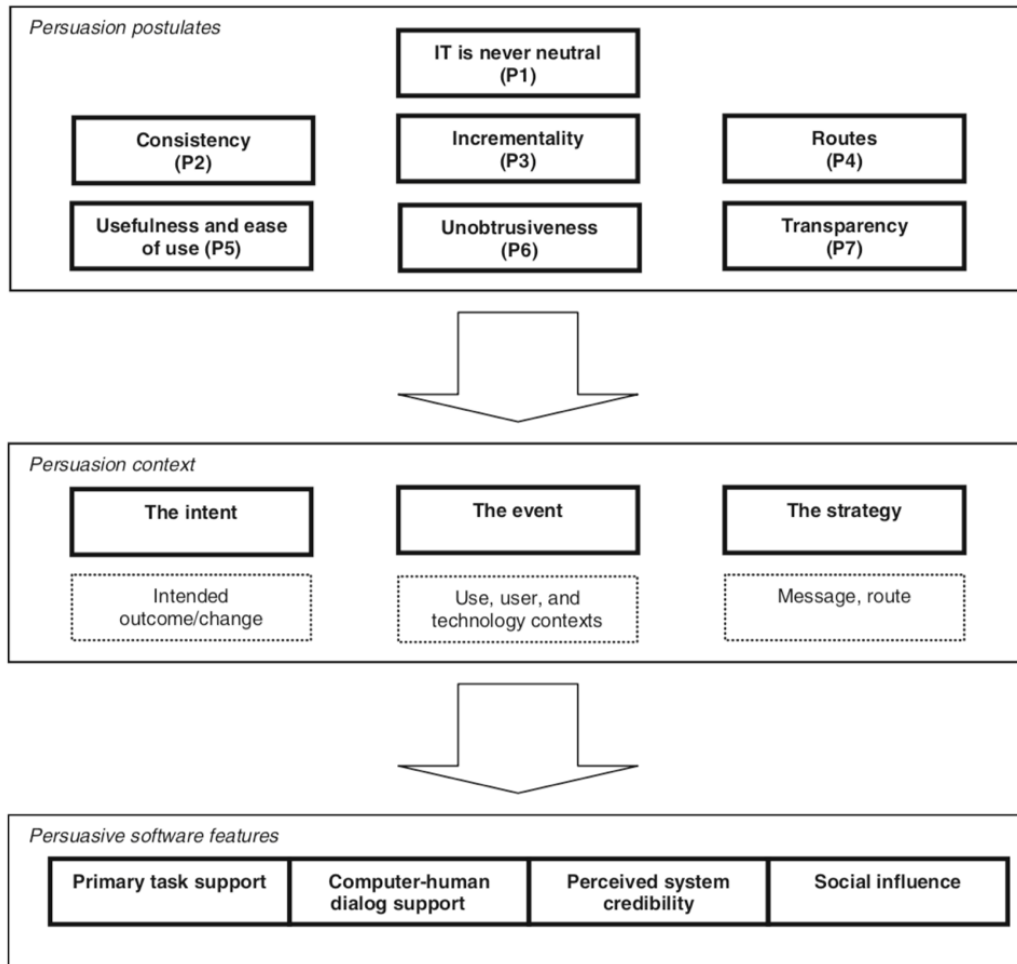 Persuasion postulates
IT is never neutral
(P1)
Consistency
(P2)
Incrementality
(P3)
Routes
(P4)
Usefulness and ease
of use (P5)
Unobtrusiveness
(P6)
Transparency
(P7)
Persuasion context
The intent
The event
The strategy
Intended
outcome/change
Use, user, and
technology contexts
Message, route
Persuasive software features
Primary task support
Computer-human
dialog support
Perceived system
credibility
Social influence